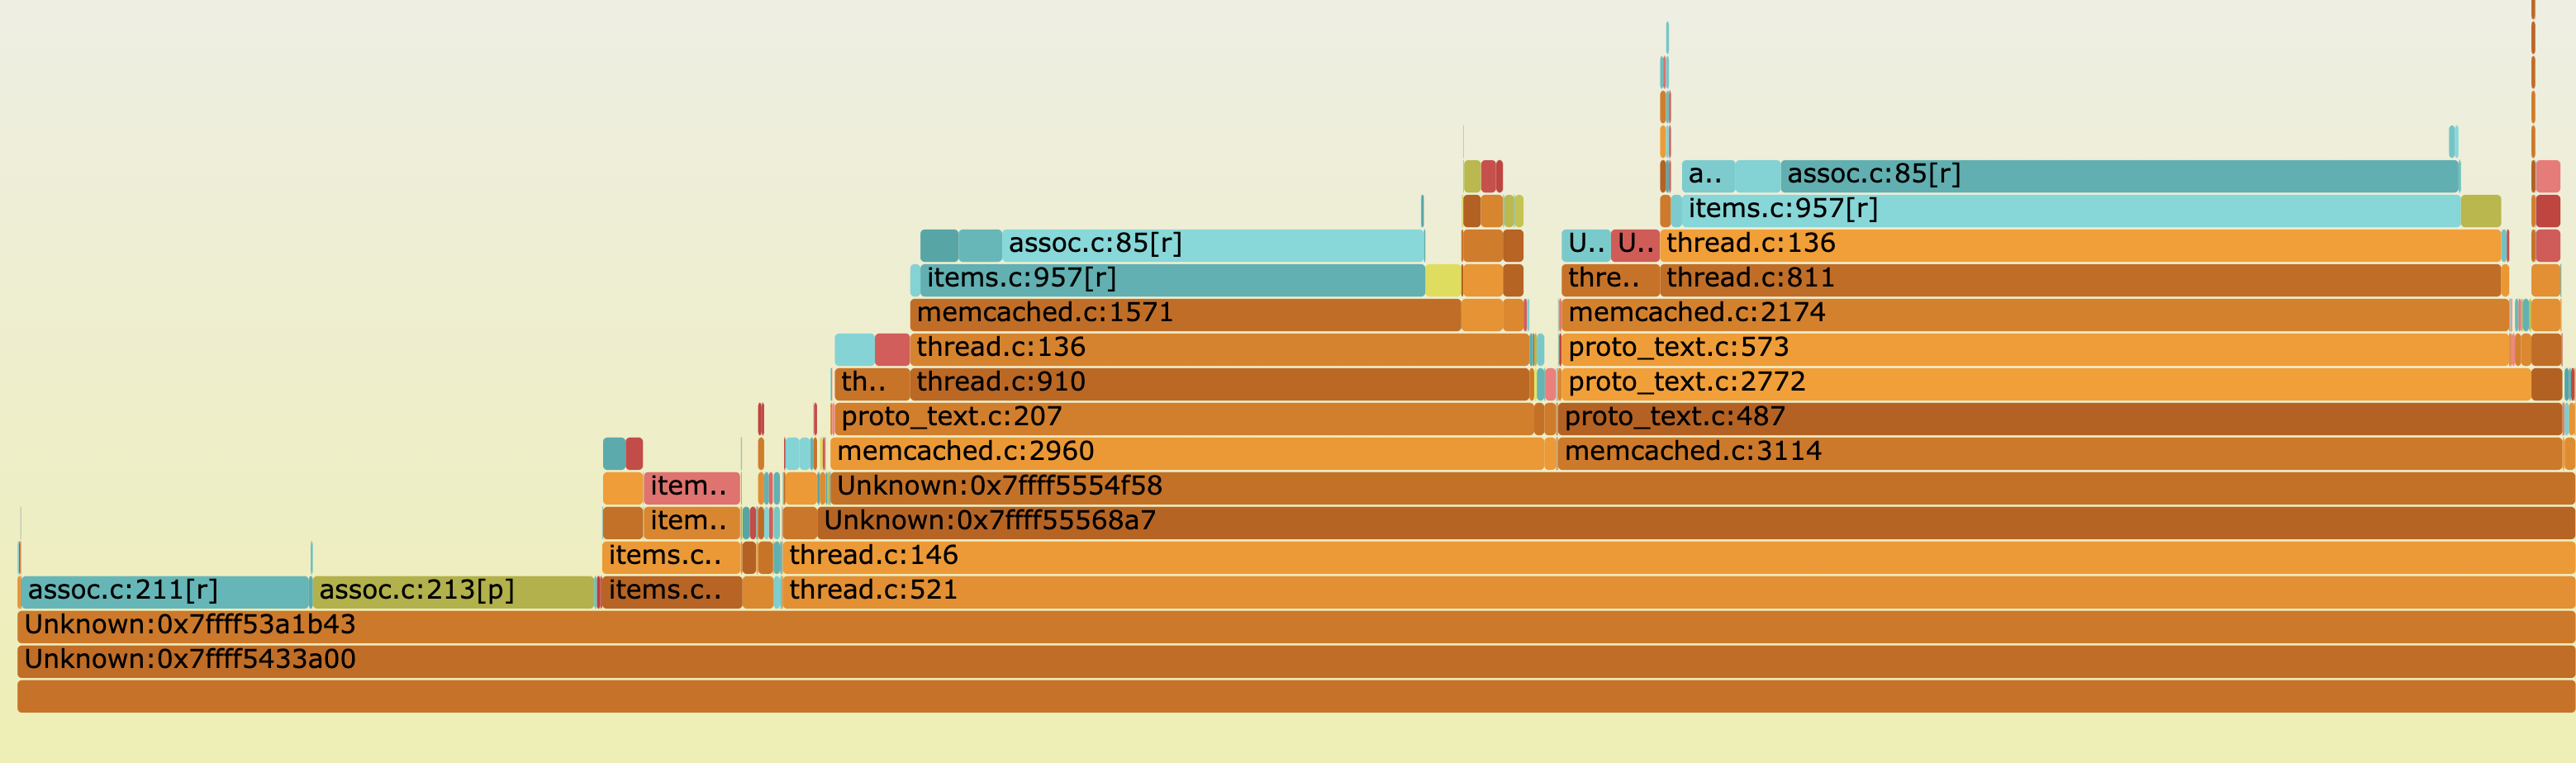 a.. assoc.c:85[r]
items.c:957[r]
assoc.c:85[r] U.. U.. thread.c:136
items.c:957[r] thre.. thread.c:811
memcached.c:1571 memcached.c:2174
thread.c:136 proto_text.c:573
th.. thread.c:910 proto_text.c:2772
proto_text.c:207 proto_text.c:487
memcached.c:2960 memcached.c:3114
item.. Unknown:0x7ffff5554f58
item.. Unknown:0x7ffff55568a7
items.c.. thread.c:146
assoc.c:211[r] assoc.c:213[p] items.c.. thread.c:521
Unknown:0x7ffff53a1b43
Unknown:0x7ffff5433a00